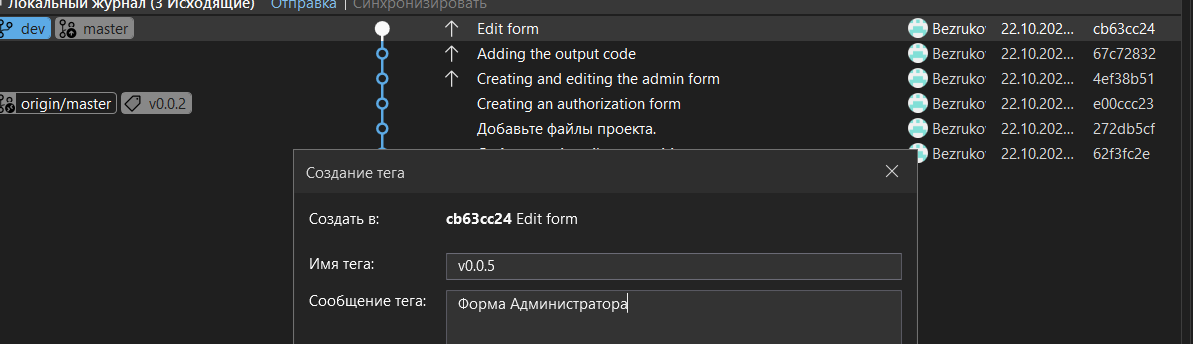 Локальный журнал (3 Исходящие) Отправка | Синхронизировать
dev master Edit form Bezrukov 22.10.202... cb63cc24
Adding the output code Bezrukov 22.10.202... 67c72832
Creating and editing the admin form Bezrukov 22.10.202... 4ef38b51
origin/master v0.0.2 Creating an authorization form Bezrukov 22.10.202... e00ccc23
Добавьте файлы проекта. Bezrukov 22.10.202... 272db5cf
Bezrukov 22.10.202... 62f3fc2e
Создание тега
Создать в: cb63cc24 Edit form
Имя тега: v0.0.5
Сообщение тега: Форма Администратора